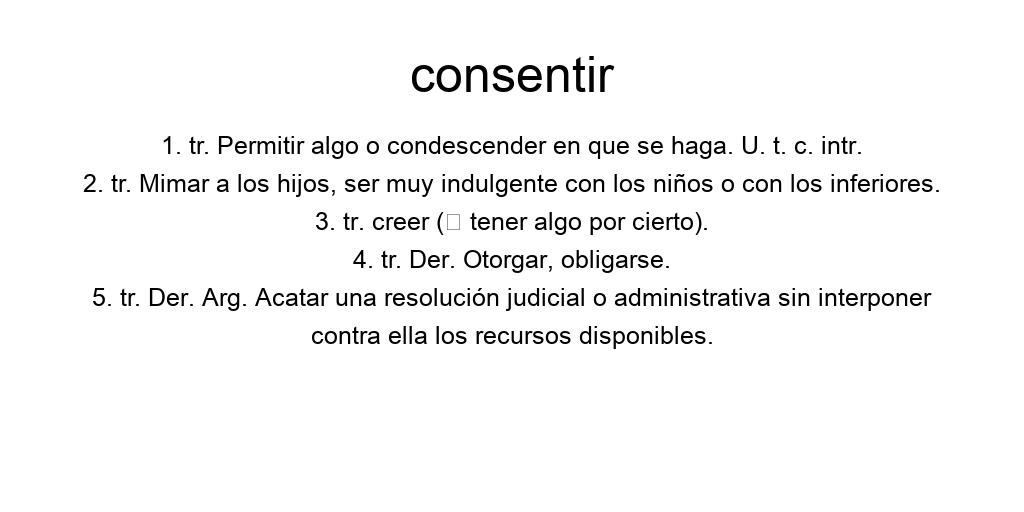 consentir
1. tr. Permitir algo o condescender en que se haga. U. t. c. intr.
2. tr. Mimar a los hijos, ser muy indulgente con los niños o con los inferiores.
3. tr. creer (□ tener algo por cierto).
4. tr. Der. Otorgar, obligarse.
5. tr. Der. Arg. Acatar una resolución judicial o administrativa sin interponer
contra ella los recursos disponibles.